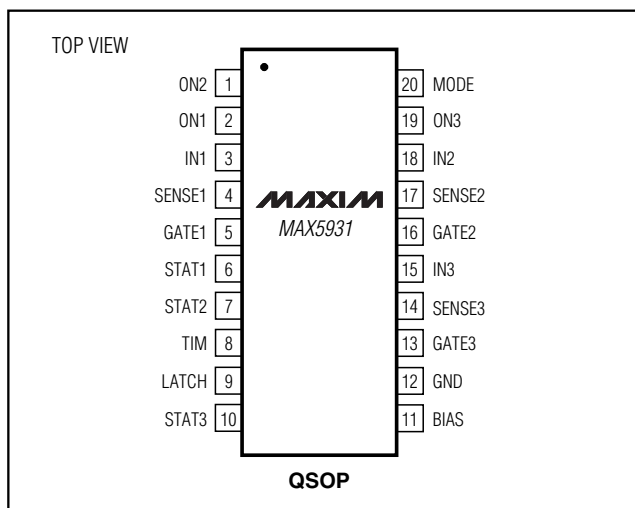 TOP VIEW
ON2 1
20 MODE
ON1 2
19 ON3
IN1 3
18 IN2
SENSE1 4
17 SENSE2
MAXIM
MAX5931
GATE1 5
16 GATE2
STAT1 6
15 IN3
STAT2 7
14 SENSE3
TIM 8
13 GATE3
LATCH 9
12 GND
STAT3 10
11 BIAS
QSOP